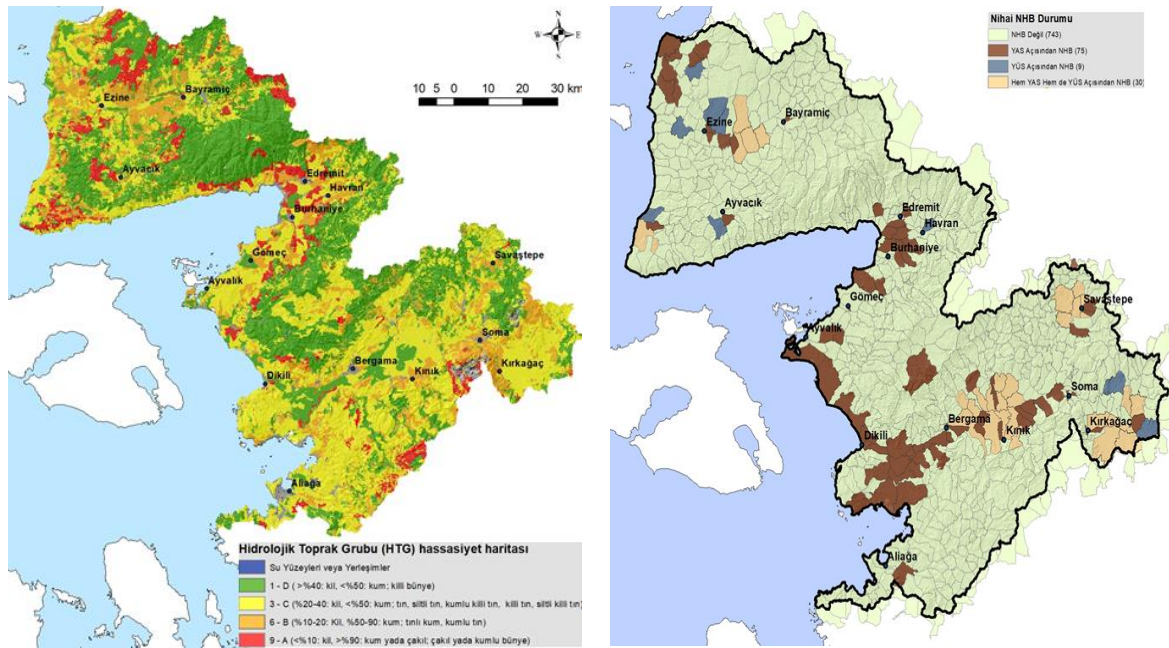 N
W E
S
10 5 0 10 20 30 km
Ezine
Bayramiç
Ayvacık
Edremit
Havran
Burhaniye
Gömeç
Ayvalık
Savaştepe
Soma
Bergama
Kınık
Kırkağaç
Dikili
Aliağa
Hidrolojik Toprak Grubu (HTG) hassasiyet haritası
Su Yüzeyleri veya Yerleşimler
1 - D ( >%40: kil, <%50: kum; killi bünye)
3 - C (%20-40: kil, <%50: kum; tın, siltli tın, kumlu killi tın, killi tın, siltli killi tın)
6 - B (%10-20: Kil, %50-90: kum; tınlı kum, kumlu tın)
9 - A (<%10: kil, >%90: kum yada çakıl; çakıl yada kumlu bünye)
Nihai NHB Durumu
NHB Değil (743)
YAS Açısından NHB (75)
YÜS Açısından NHB (9)
Hem YAS Hem de YÜS Açısından NHB (30)
Ezine
Bayramiç
Ayvacık
Edremit
Havran
Burhaniye
Gömeç
Ayvalık
Savaştepe
Soma
Bergama
Kınık
Kırkağaç
Dikili
Aliağa